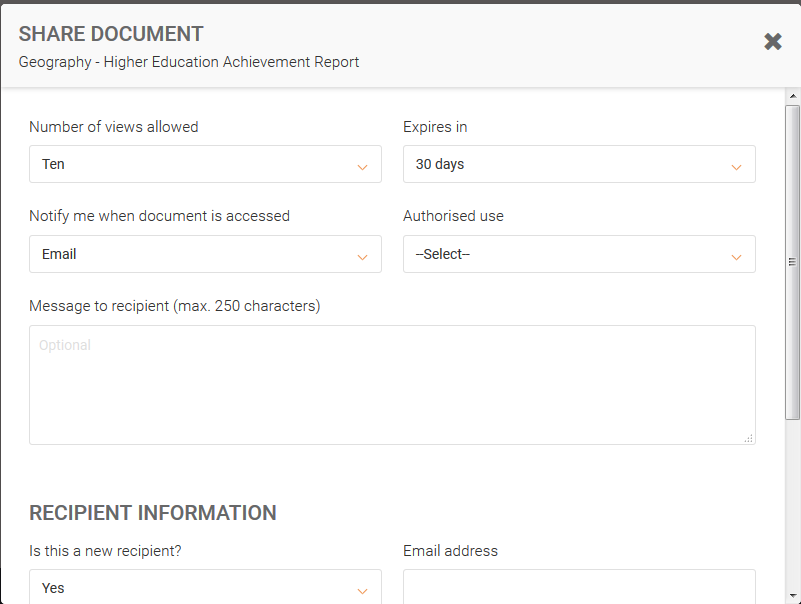 SHARE DOCUMENT
Geography - Higher Education Achievement Report
Number of views allowed
Expires in
Ten
30 days
Notify me when document is accessed
Authorised use
Email
--Select--
Message to recipient (max. 250 characters)
Optional
RECIPIENT INFORMATION
Is this a new recipient?
Email address
Yes